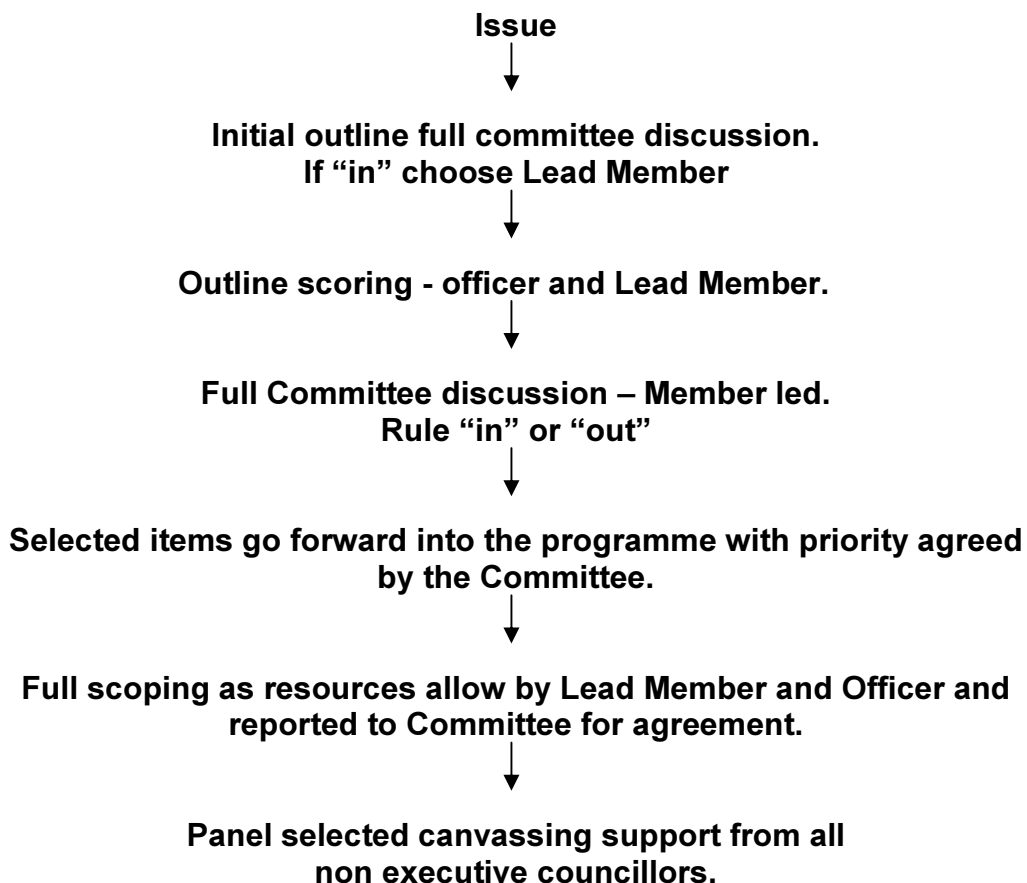 Issue
Initial outline full committee discussion.
If “in” choose Lead Member
Outline scoring - officer and Lead Member.
Full Committee discussion – Member led.
Rule “in” or “out”
Selected items go forward into the programme with priority agreed
by the Committee.
Full scoping as resources allow by Lead Member and Officer and
reported to Committee for agreement.
Panel selected canvassing support from all
non executive councillors.